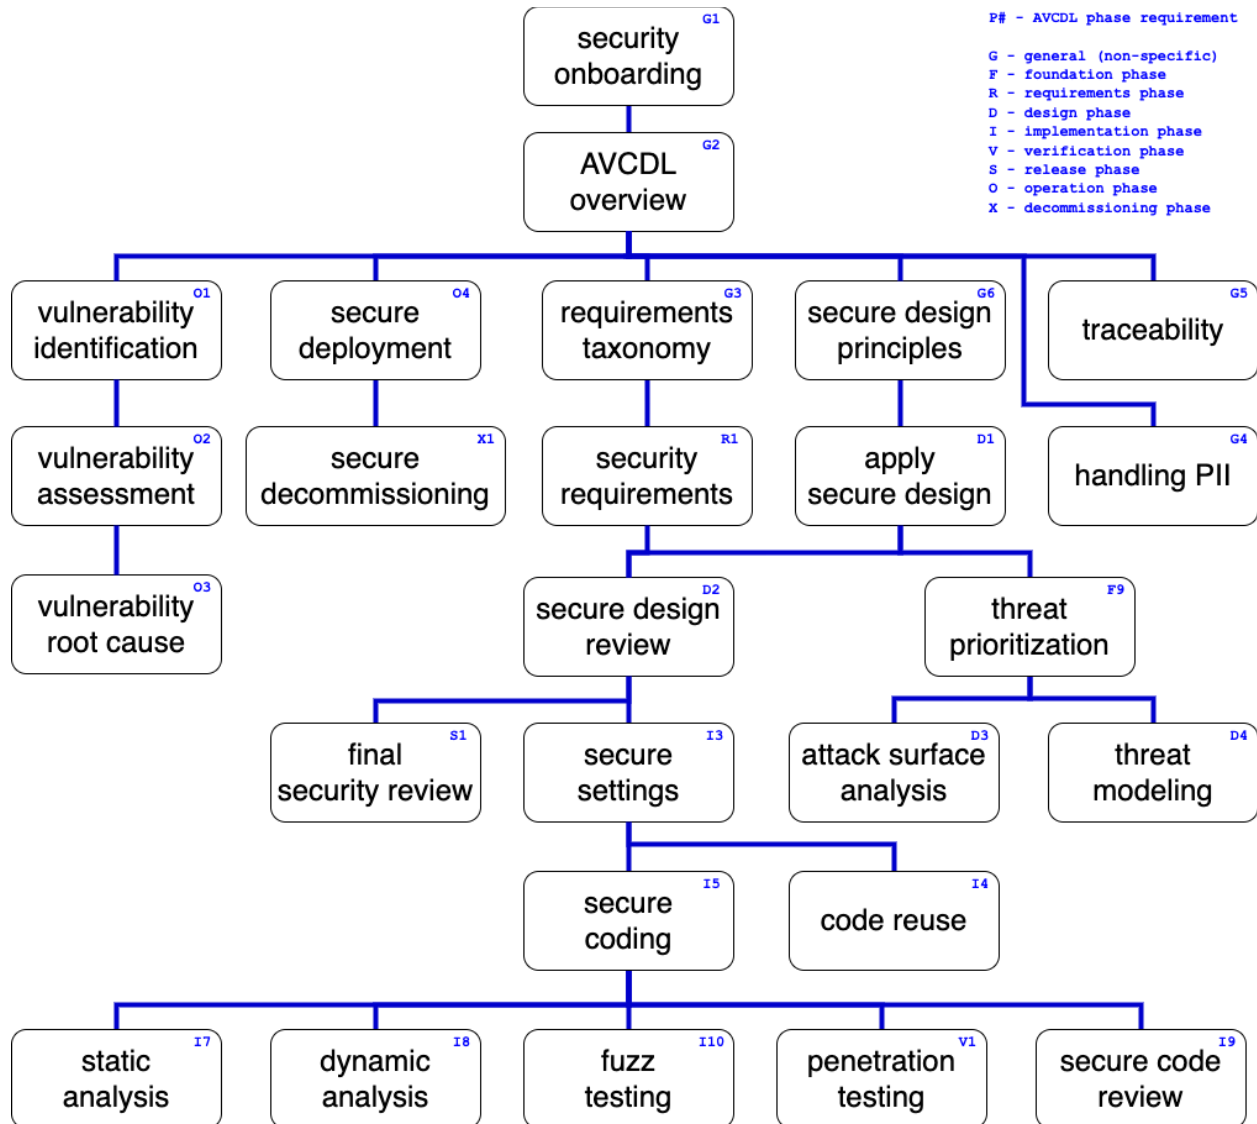 G1
security
onboarding
P# - AVCDL phase requirement
G - general (non-specific)
F - foundation phase
R - requirements phase
D - design phase
I - implementation phase
V - verification phase
S - release phase
O - operation phase
X - decommissioning phase
G2
AVCDL
overview
O1
vulnerability
identification
O4
secure
deployment
G3
requirements
taxonomy
G6
secure design
principles
G5
traceability
O2
vulnerability
assessment
X1
secure
decommissioning
R1
security
requirements
D1
apply
secure design
G4
handling PII
O3
vulnerability
root cause
D2
secure design
review
F9
threat
prioritization
S1
final
security review
I3
secure
settings
D3
attack surface
analysis
D4
threat
modeling
I5
secure
coding
I4
code reuse
I7
static
analysis
I8
dynamic
analysis
I10
fuzz
testing
V1
penetration
testing
I9
secure code
review